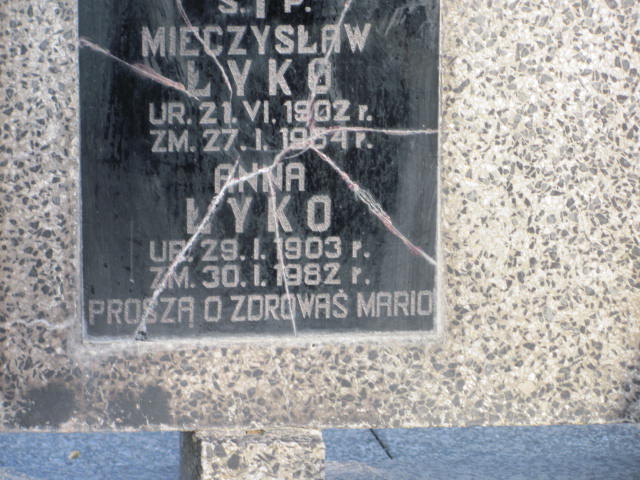 Ś. † P.
MIECZYSŁAW
ŁYKO
UR. 21. VI. 1902 r.
ZM. 27. I. 1964 r.
ANNA
ŁYKO
UR. 29. I. 1903 r.
ZM. 30. I. 1982 r.
PROSZĄ O ZDROWAŚ MARIO